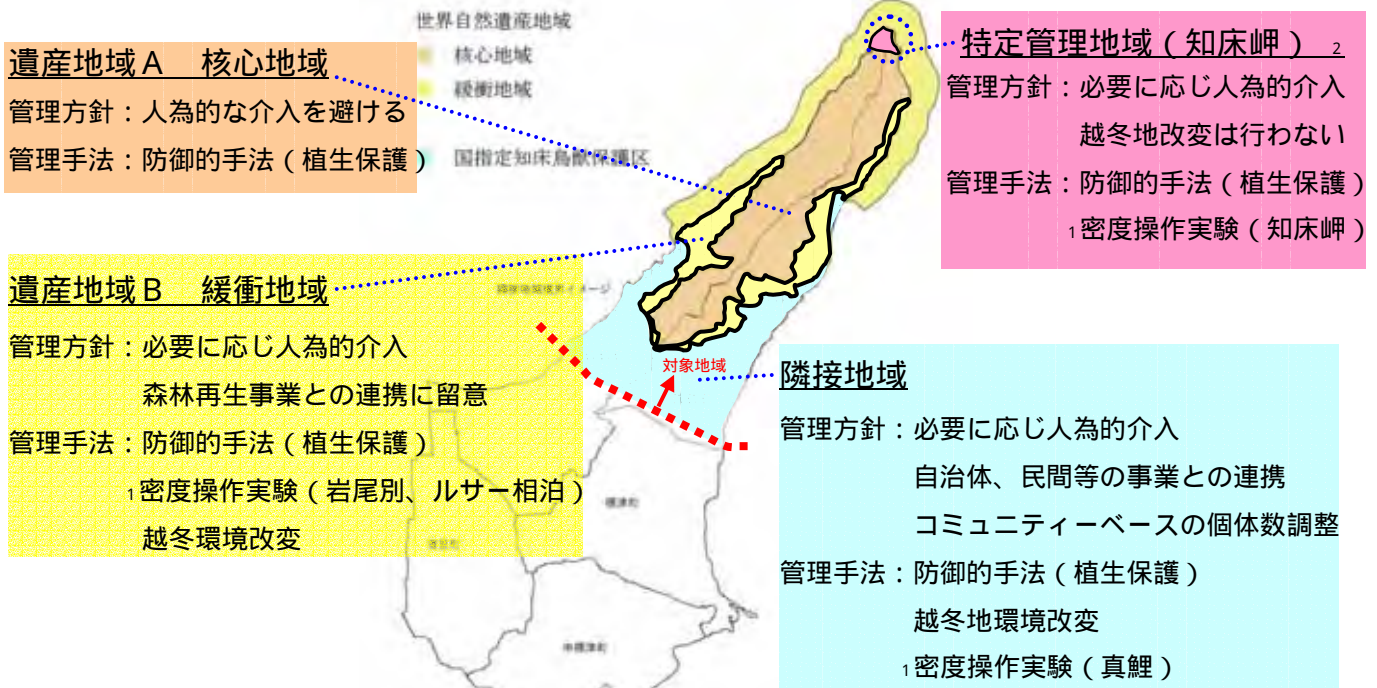 世界自然遺産地域
核心地域
緩衝地域
国指定知床鳥獣保護区
遺産地域A 核心地域
管理方針:人為的な介入を避ける
管理手法:防御的手法(植生保護)
特定管理地域(知床岬) 2
管理方針:必要に応じ人為的介入
越冬地改変は行わない
管理手法:防御的手法(植生保護)
1密度操作実験(知床岬)
遺産地域B 緩衝地域
管理方針:必要に応じ人為的介入
森林再生事業との連携に留意
管理手法:防御的手法(植生保護)
1密度操作実験(岩尾別、ルサー相泊)
越冬環境改変
対象地域
隣接地域
管理方針:必要に応じ人為的介入
自治体、民間等の事業との連携
コミュニティーベースの個体数調整
管理手法:防御的手法(植生保護)
越冬地環境改変
1密度操作実験(真鯉)
標津町
中標津町